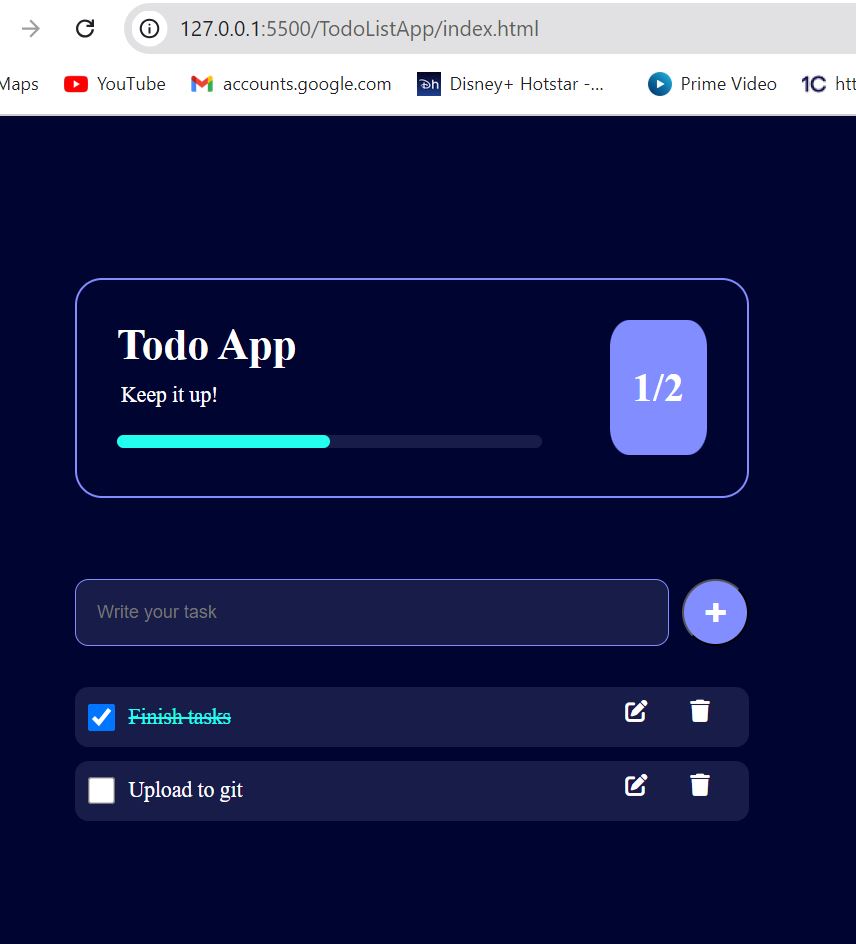 127.0.0.1:5500/TodoListApp/index.html
Maps YouTube accounts.google.com Disney+ Hotstar -... Prime Video 1C htt
Todo App
Keep it up!
1/2
Write your task
Finish tasks
Upload to git